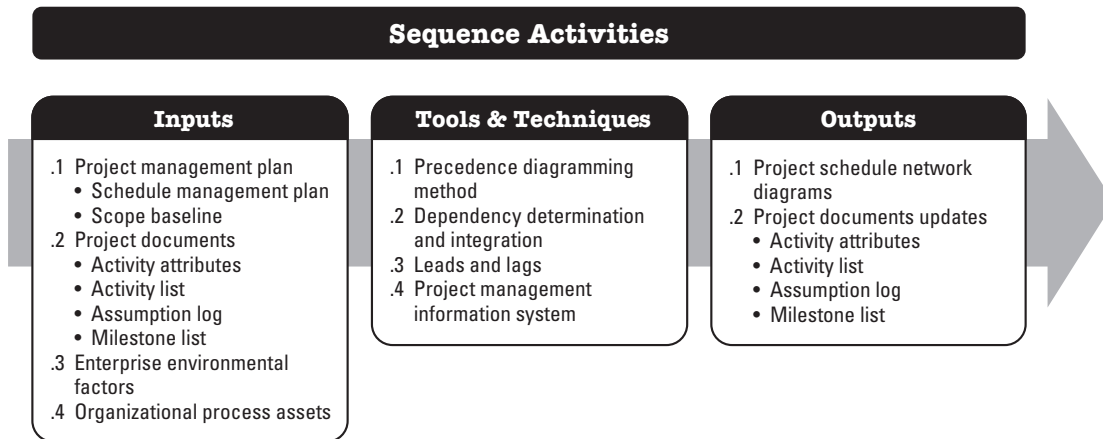 Sequence Activities
Inputs
.1 Project management plan
• Schedule management plan
• Scope baseline
.2 Project documents
• Activity attributes
• Activity list
• Assumption log
• Milestone list
.3 Enterprise environmental
factors
.4 Organizational process assets
Tools & Techniques
.1 Precedence diagramming
method
.2 Dependency determination
and integration
.3 Leads and lags
.4 Project management
information system
Outputs
.1 Project schedule network
diagrams
.2 Project documents updates
• Activity attributes
• Activity list
• Assumption log
• Milestone list